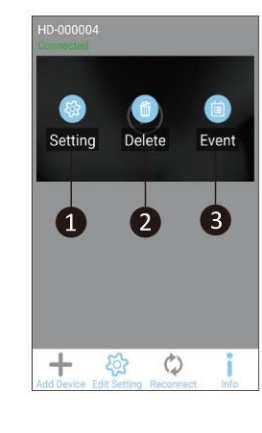 HD-000004
Connected
Setting Delete Event
1 2 3
Add Device Edit Setting Reconnect Info